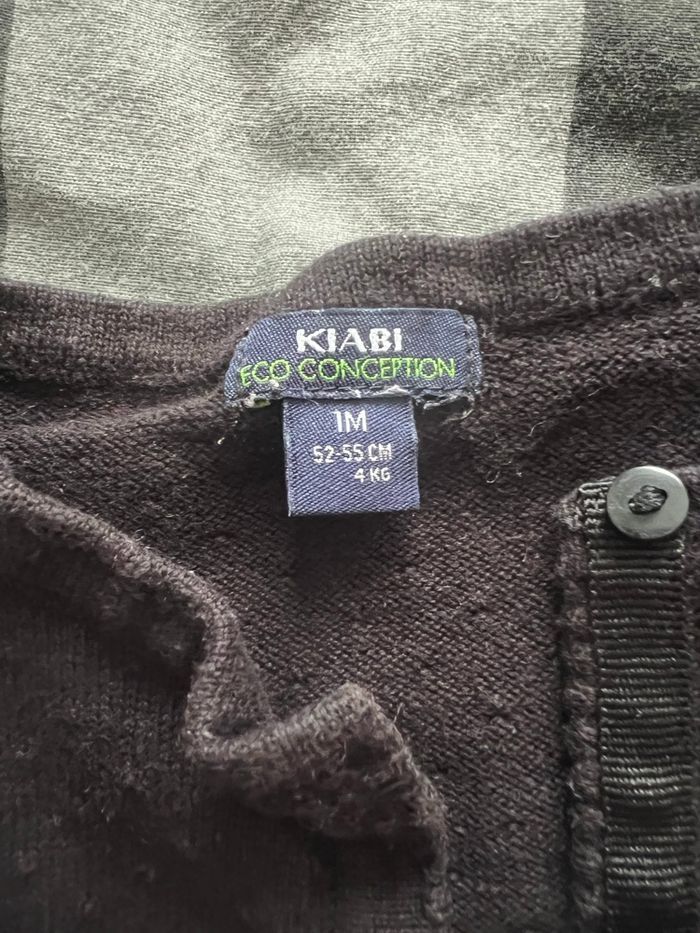 KIABI
ECO CONCEPTION
1M
52-55 CM
4 KG